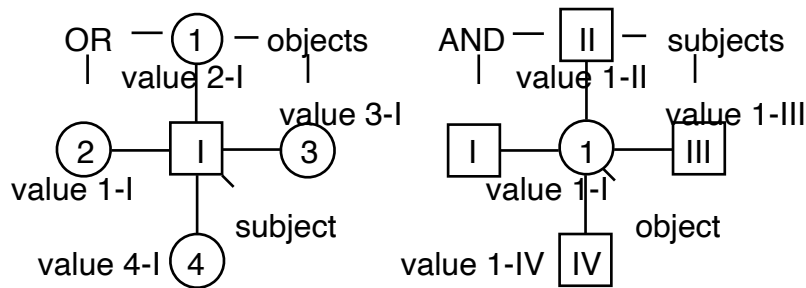 OR
1
objects
value 2-I
value 3-I
2
I
3
value 1-I
subject
value 4-I
4
AND
II
subjects
value 1-II
value 1-III
I
1
III
value 1-I
object
value 1-IV
IV